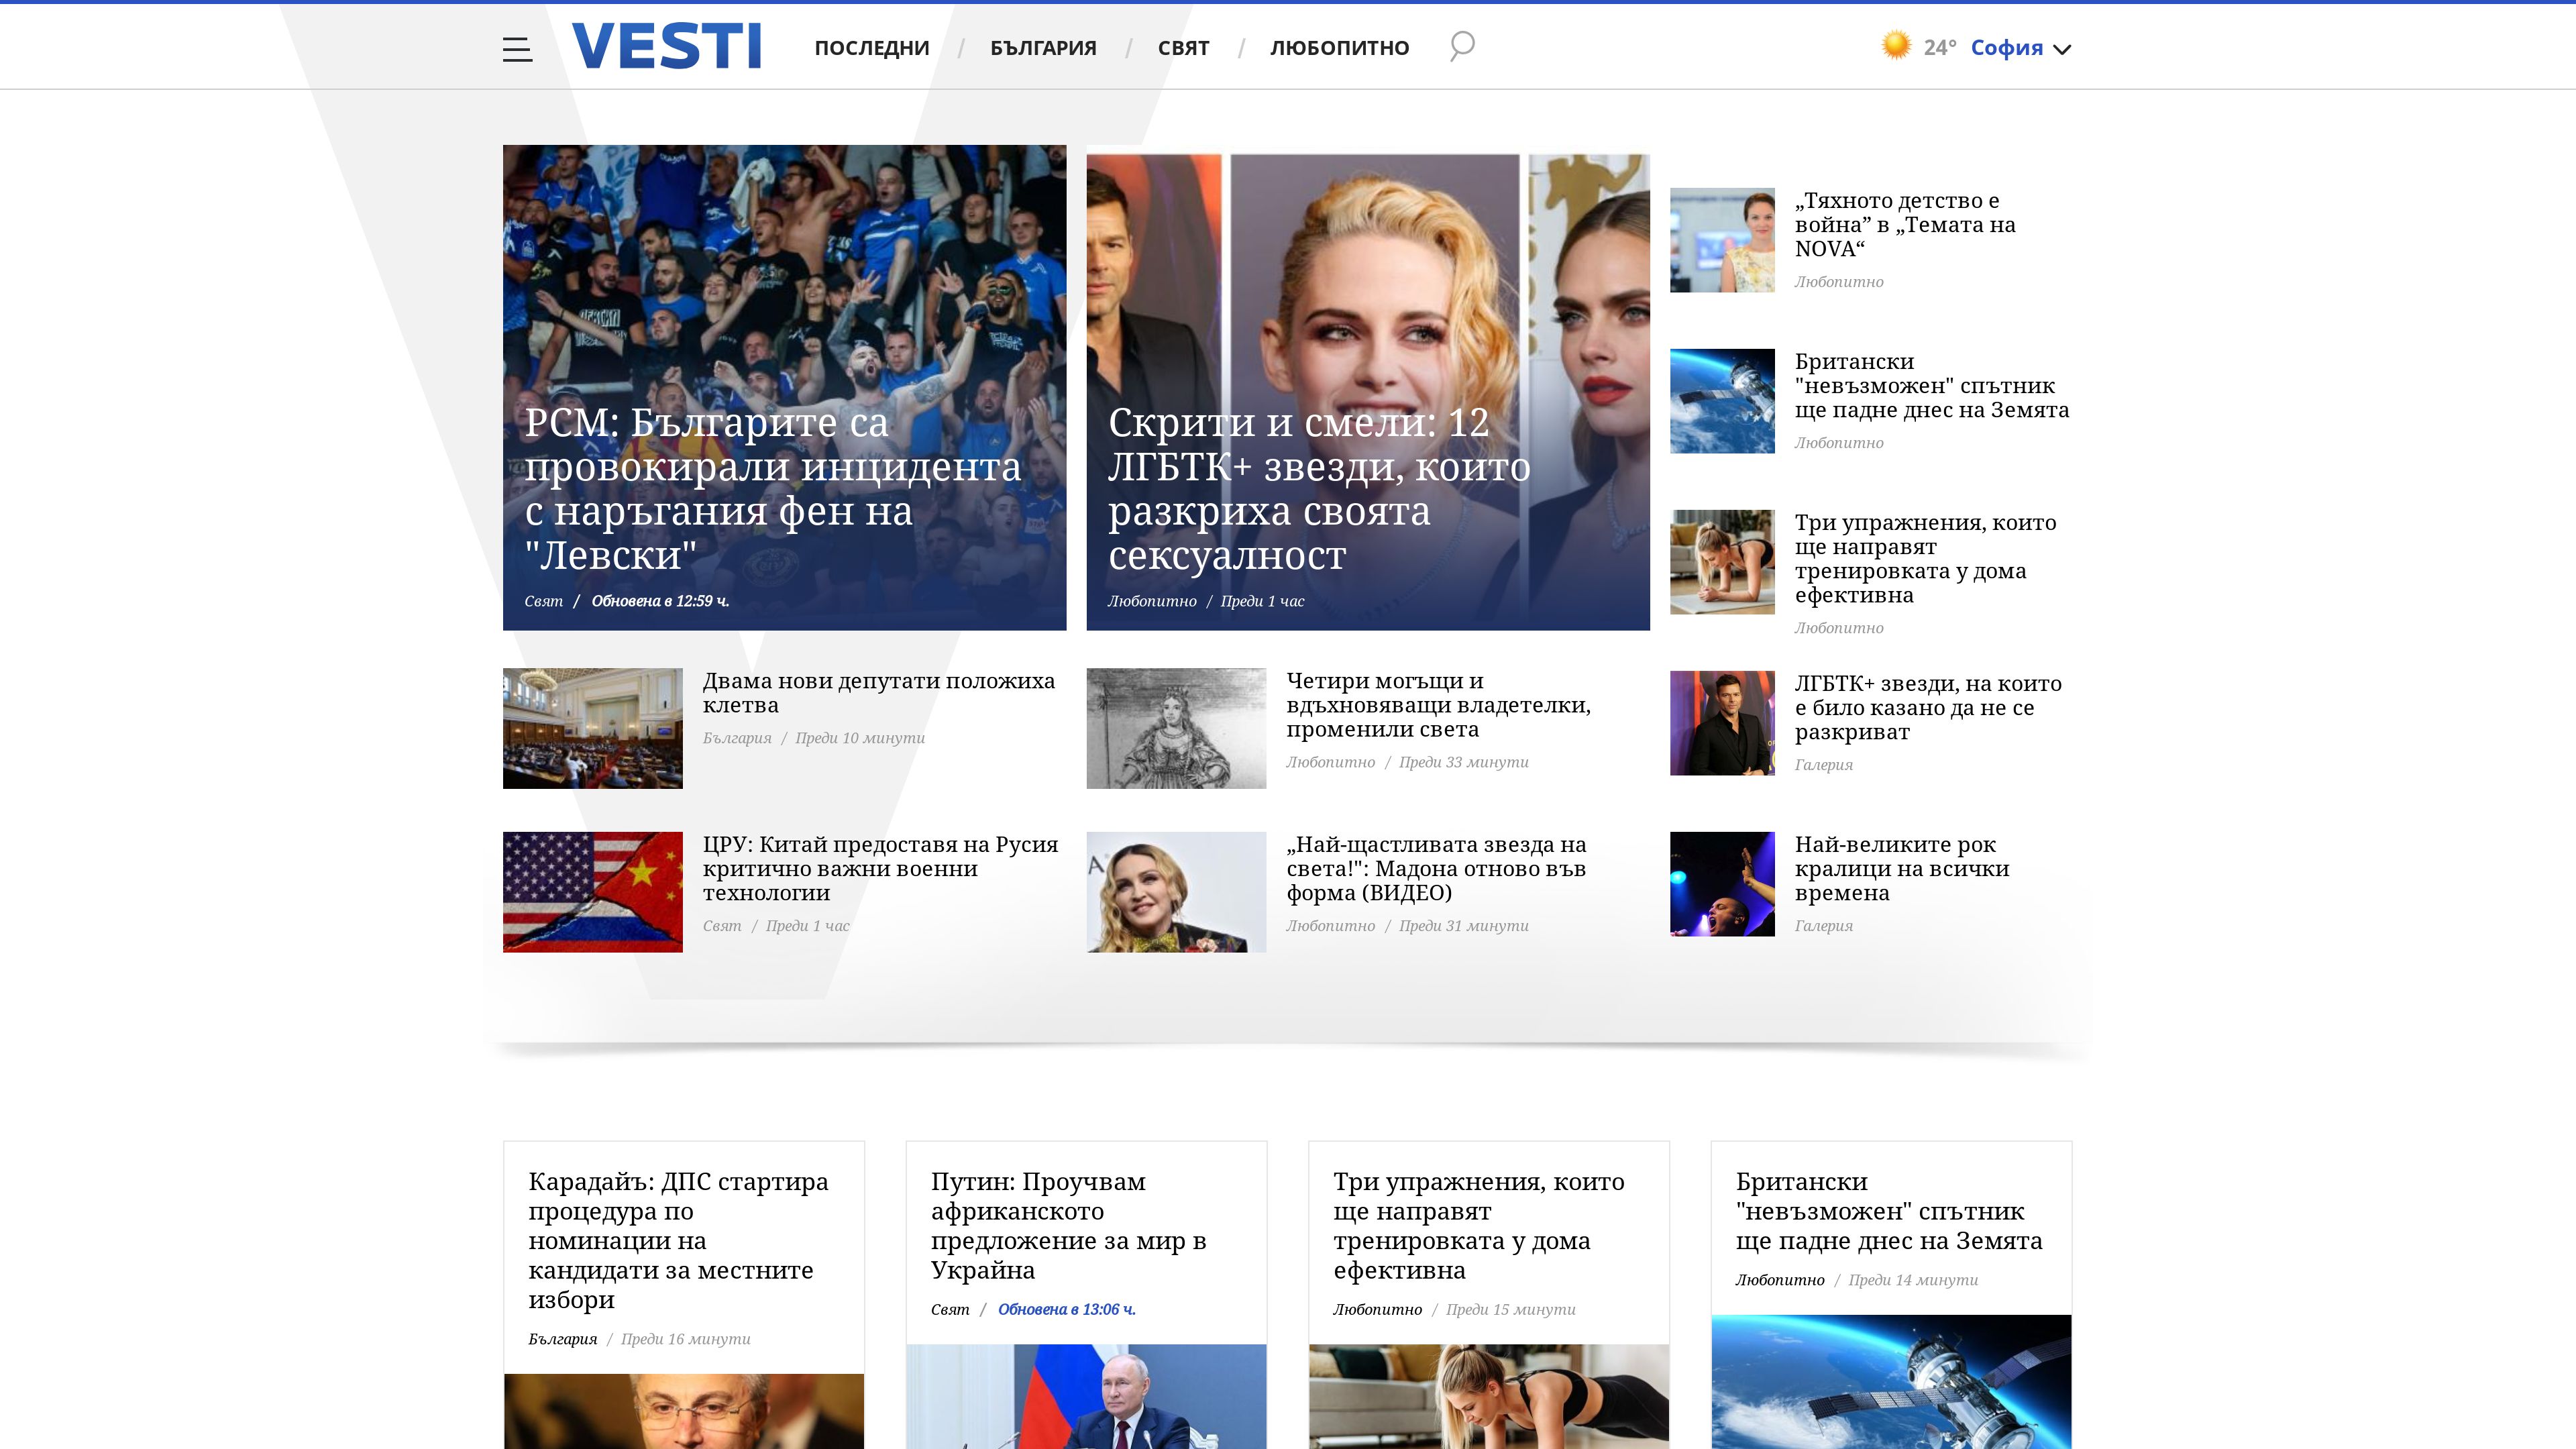 VESTI
ПОСЛЕДНИ / БЪЛГАРИЯ / СВЯТ / ЛЮБОПИТНО
24° София
РСМ: Българите са
провокирали инцидента
с наръгания фен на
"Левски"
Свят / Обновена в 12:59 ч.
Скрити и смели: 12
ЛГБТК+ звезди, които
разкриха своята
сексуалност
Любопитно / Преди 1 час
„Тяхното детство е
война” в „Темата на
NOVA“
Любопитно
Британски
"невъзможен" спътник
ще падне днес на Земята
Любопитно
Три упражнения, които
ще направят
тренировката у дома
ефективна
Любопитно
ЛГБТК+ звезди, на които
е било казано да не се
разкриват
Галерия
Най-великите рок
кралици на всички
времена
Галерия
Двама нови депутати положиха
клетва
България / Преди 10 минути
Четири могъщи и
вдъхновяващи владетелки,
променили света
Любопитно / Преди 33 минути
ЦРУ: Китай предоставя на Русия
критично важни военни
технологии
Свят / Преди 1 час
„Най-щастливата звезда на
света!": Мадона отново във
форма (ВИДЕО)
Любопитно / Преди 31 минути
Карадайъ: ДПС стартира
процедура по
номинации на
кандидати за местните
избори
България / Преди 16 минути
Путин: Проучвам
африканското
предложение за мир в
Украйна
Свят / Обновена в 13:06 ч.
Три упражнения, които
ще направят
тренировката у дома
ефективна
Любопитно / Преди 15 минути
Британски
"невъзможен" спътник
ще падне днес на Земята
Любопитно / Преди 14 минути